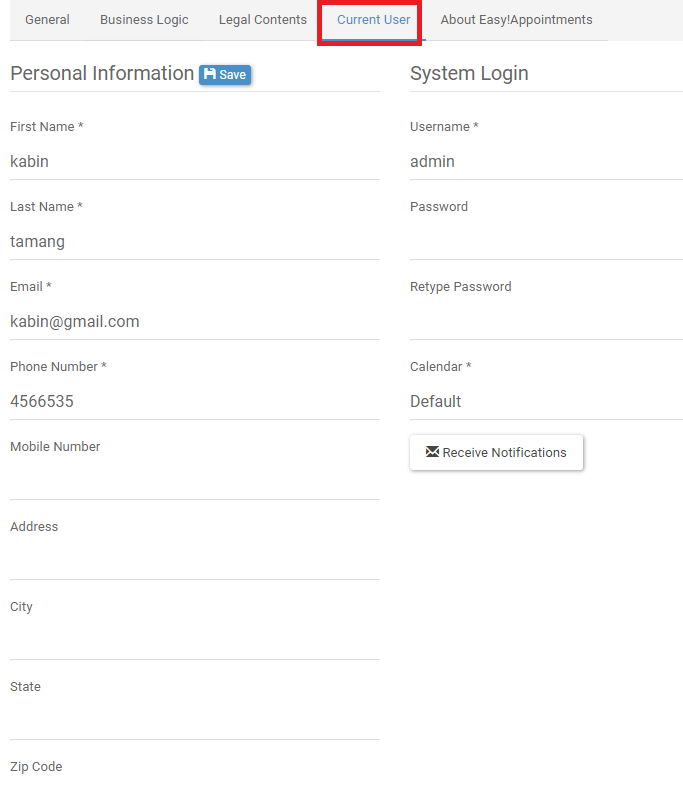 General Business Logic Legal Contents Current User About Easy!Appointments
Personal Information Save
First Name *
kabin
Last Name *
tamang
Email *
kabin@gmail.com
Phone Number *
4566535
Mobile Number
Address
City
State
Zip Code
System Login
Username *
admin
Password
Retype Password
Calendar *
Default
Receive Notifications